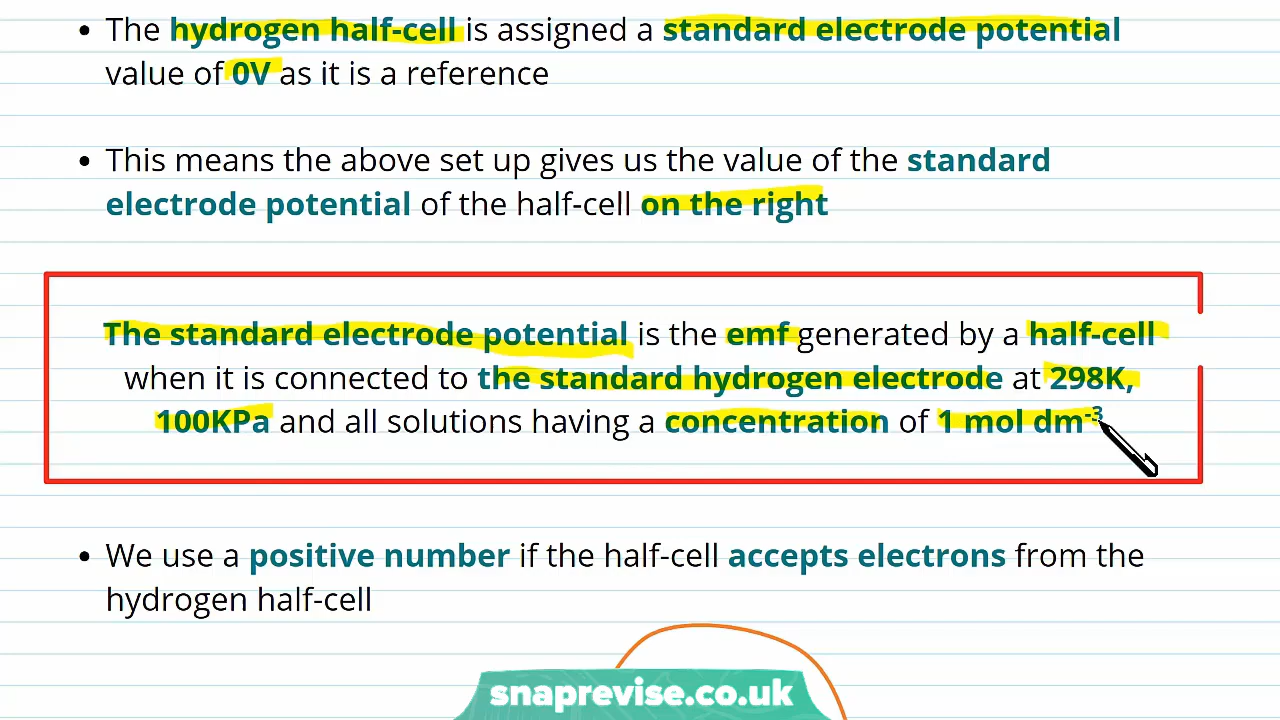 • The hydrogen half-cell is assigned a standard electrode potential
value of 0V as it is a reference
• This means the above set up gives us the value of the standard
electrode potential of the half-cell on the right
The standard electrode potential is the emf generated by a half-cell
when it is connected to the standard hydrogen electrode at 298K,
100KPa and all solutions having a concentration of 1 mol dm⁻³
• We use a positive number if the half-cell accepts electrons from the
hydrogen half-cell
snaprevise.co.uk